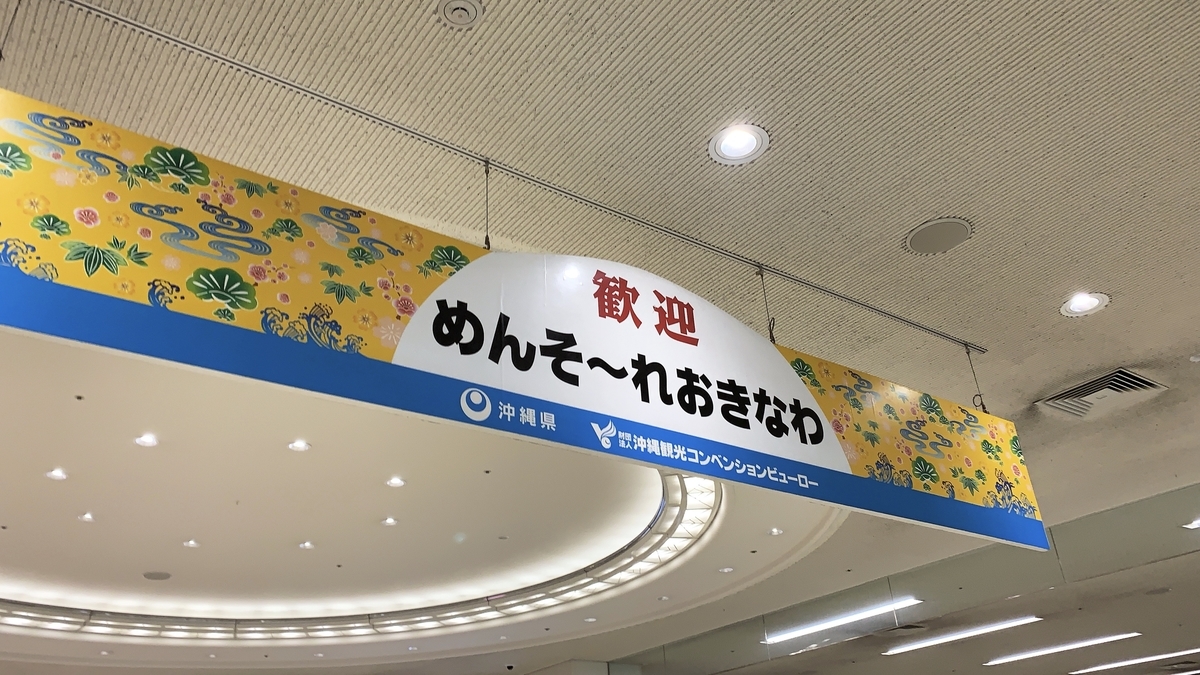 歓迎
めんそ～れおきなわ
沖縄県
財団法人 沖縄観光コンベンションビューロー